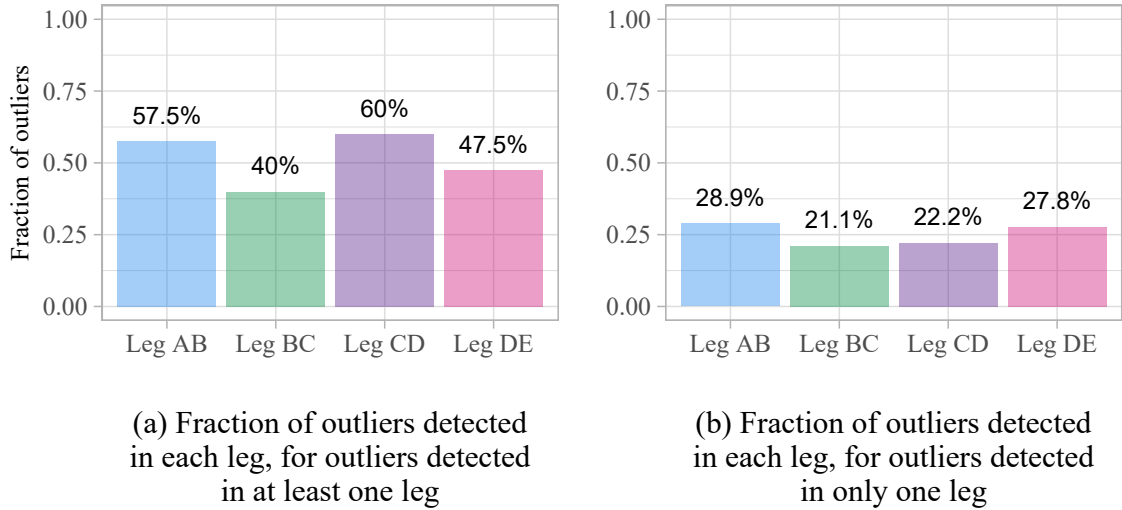 Fraction of outliers
1.00
0.75
0.50
0.25
0.00
57.5%
40%
60%
47.5%
Leg AB
Leg BC
Leg CD
Leg DE
(a) Fraction of outliers detected
in each leg, for outliers detected
in at least one leg
1.00
0.75
0.50
0.25
0.00
28.9%
21.1%
22.2%
27.8%
Leg AB
Leg BC
Leg CD
Leg DE
(b) Fraction of outliers detected
in each leg, for outliers detected
in only one leg